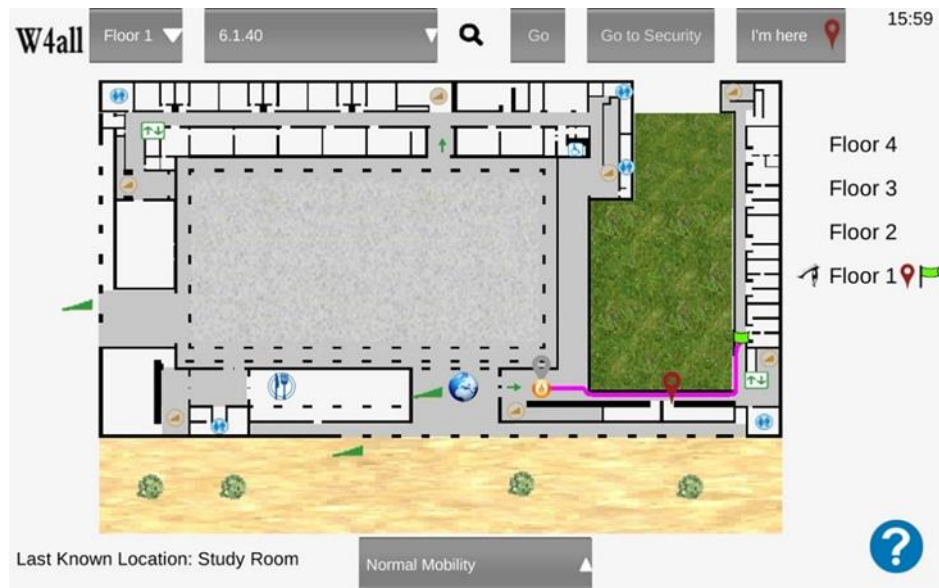 15:59
W4all
Floor 1
6.1.40
Go
Go to Security
I'm here
Floor 4
Floor 3
Floor 2
Floor 1
Last Known Location: Study Room
Normal Mobility
?